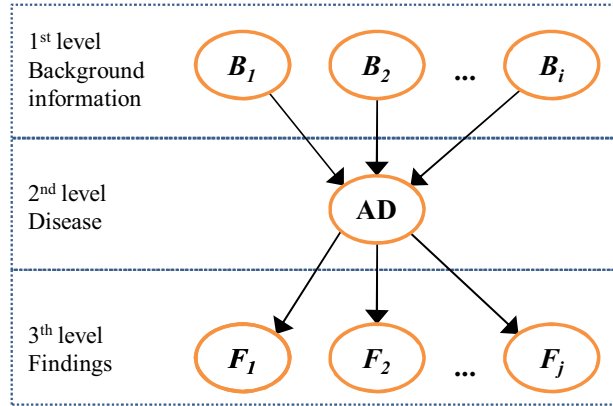 1st level
Background
information
B1 B2 ... Bi
2nd level
Disease
AD
3th level
Findings
F1 F2 ... Fj